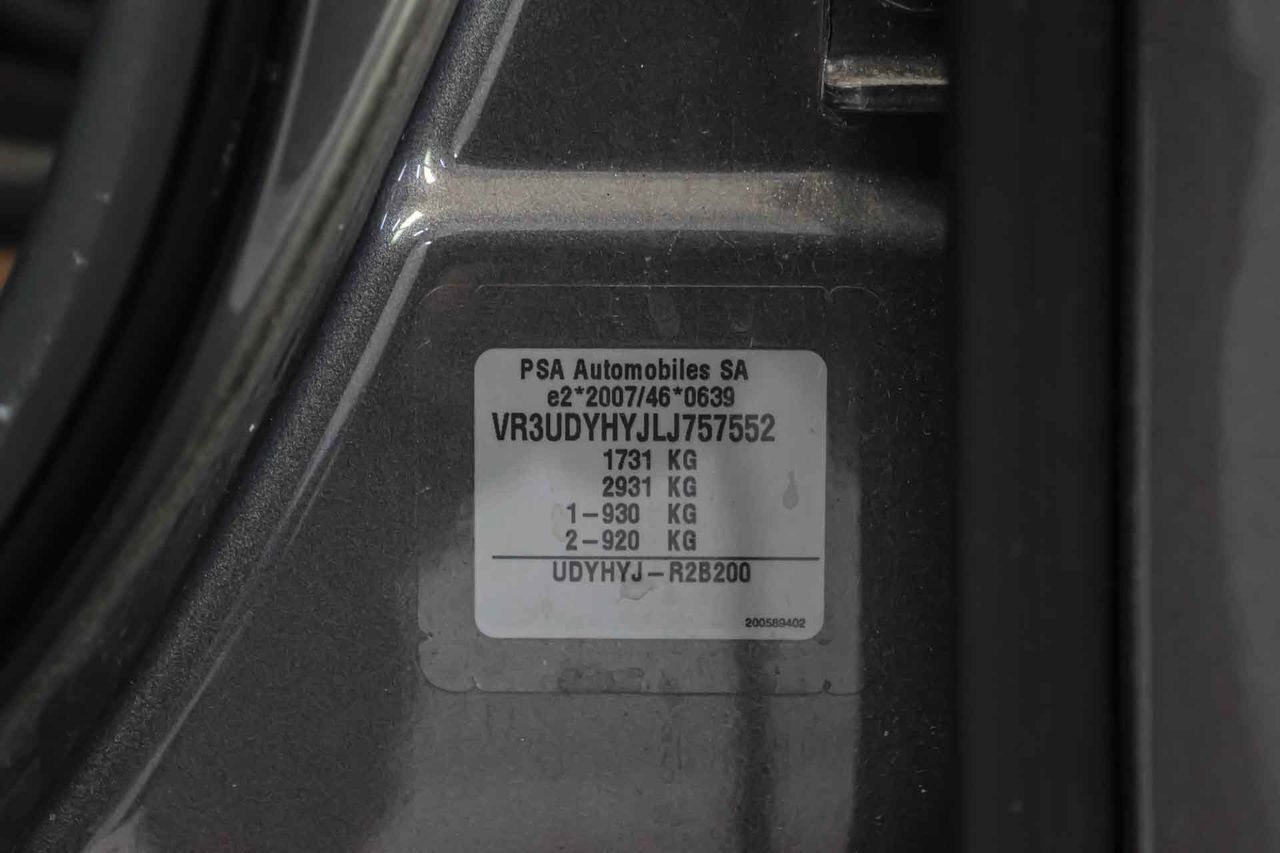 PSA Automobiles SA
e2*2007/46*0639
VR3UDYHYJLJ757552
1731 KG
2931 KG
1-930 KG
2-920 KG
UDYHYJ-R2B200
200589402